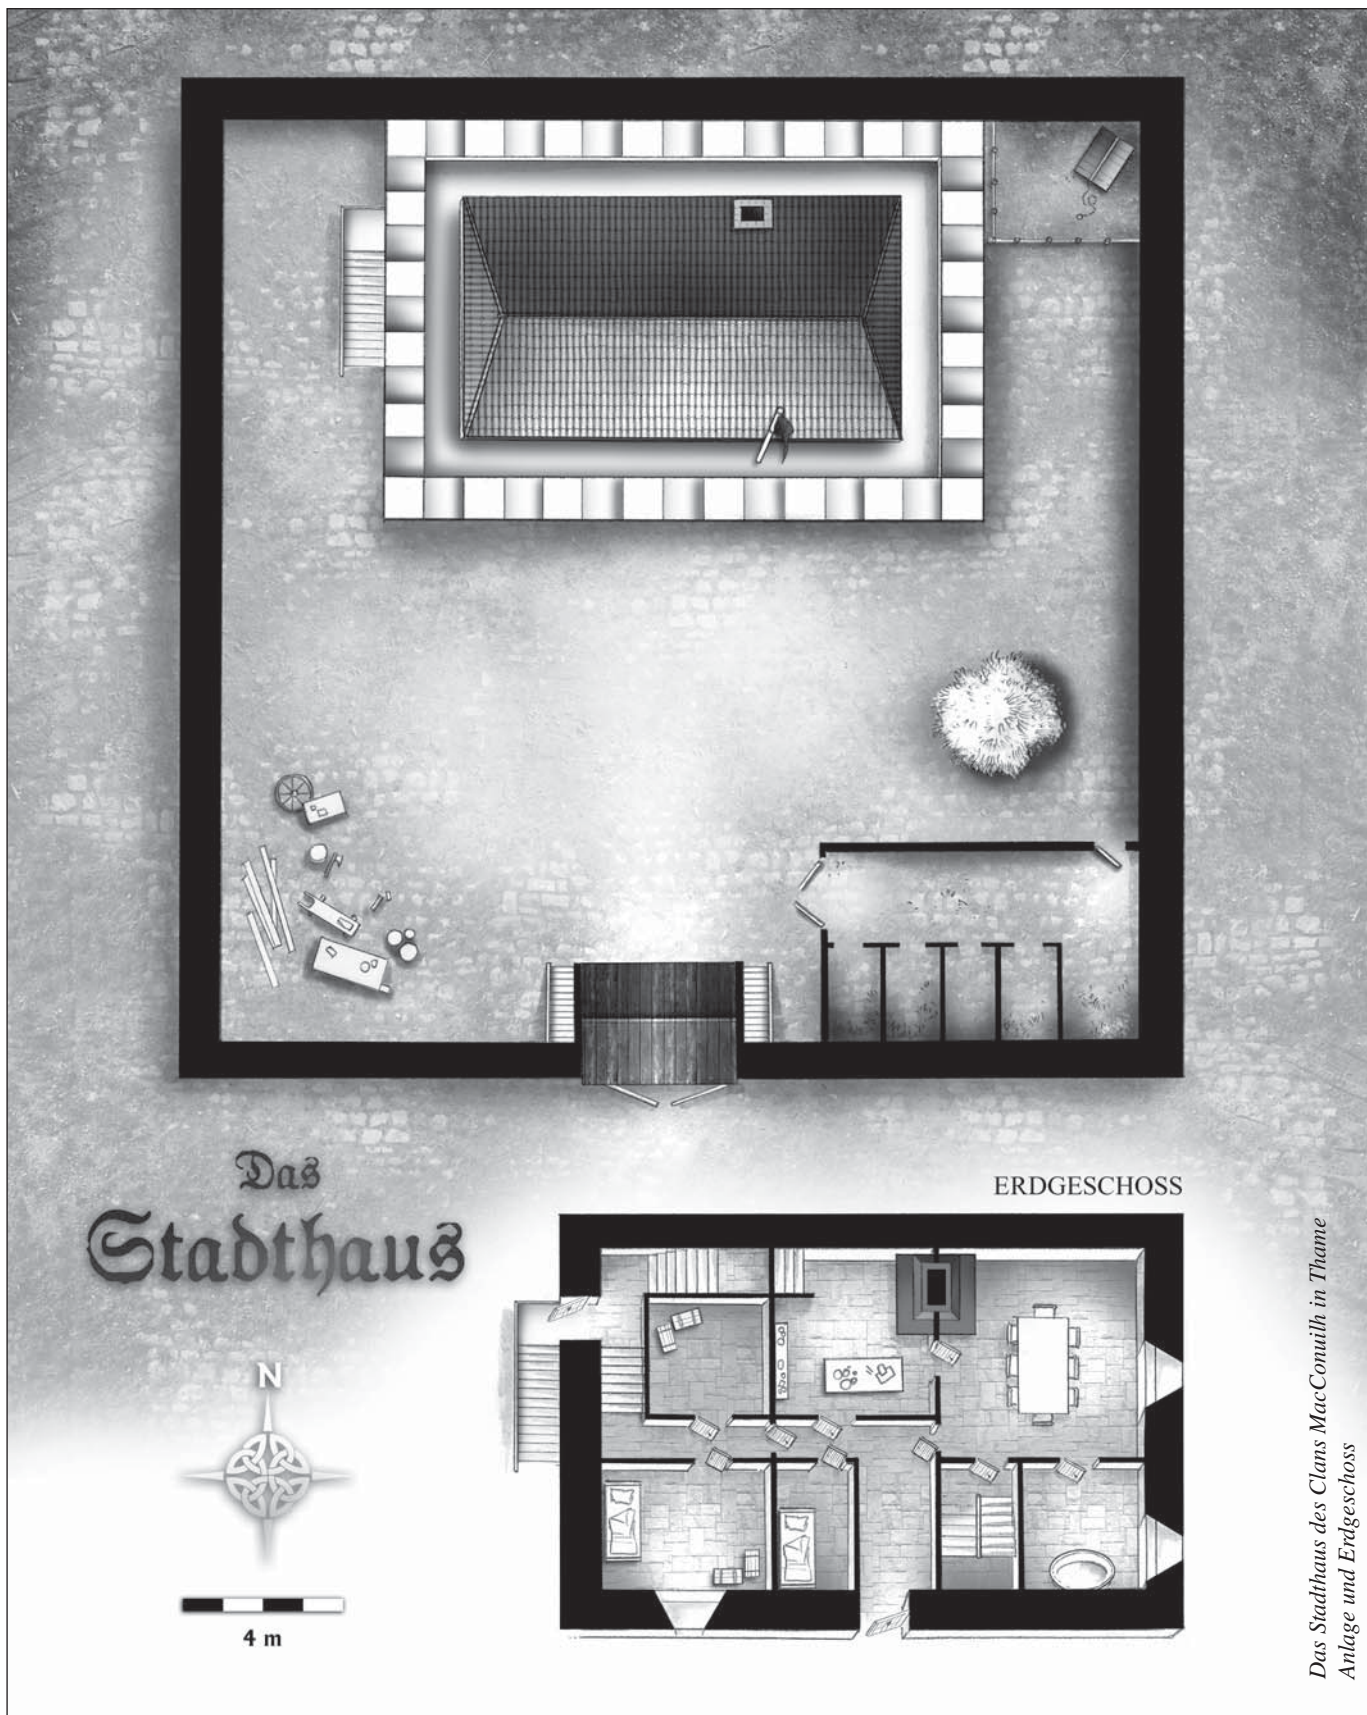 Das
Stadthaus
ERDGESCHOSS
N
4 m
Das Stadthaus des Clans MacConuilh in Thame
Anlage und Erdgeschoss